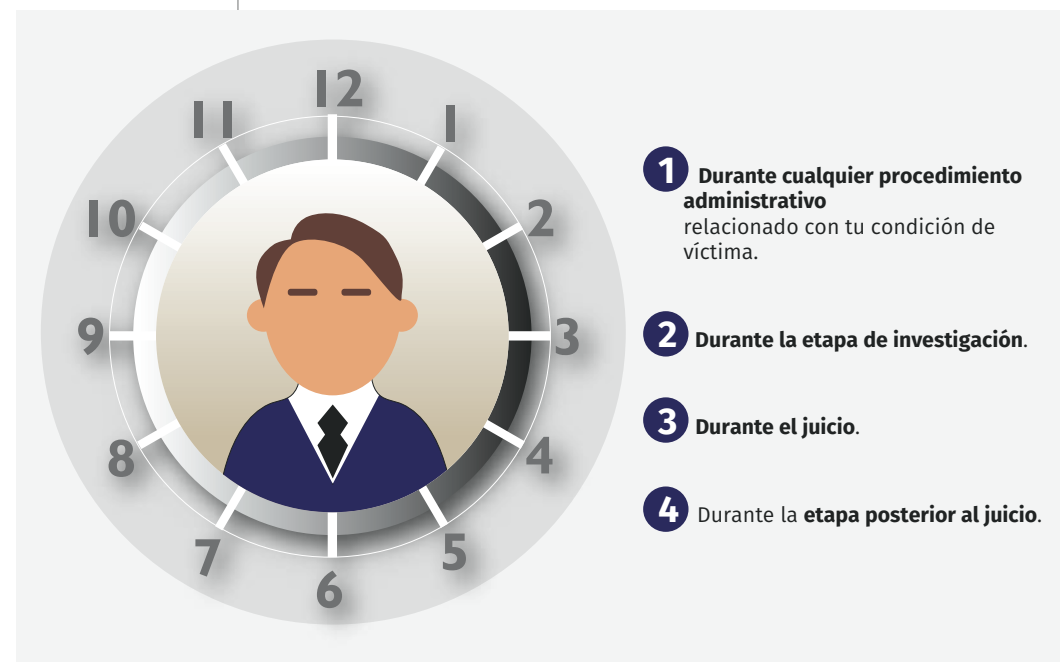 12
1
2
3
4
5
6
7
8
9
10
11
1 Durante cualquier procedimiento
administrativo
relacionado con tu condición de
víctima.
2 Durante la etapa de investigación.
3 Durante el juicio.
4 Durante la etapa posterior al juicio.